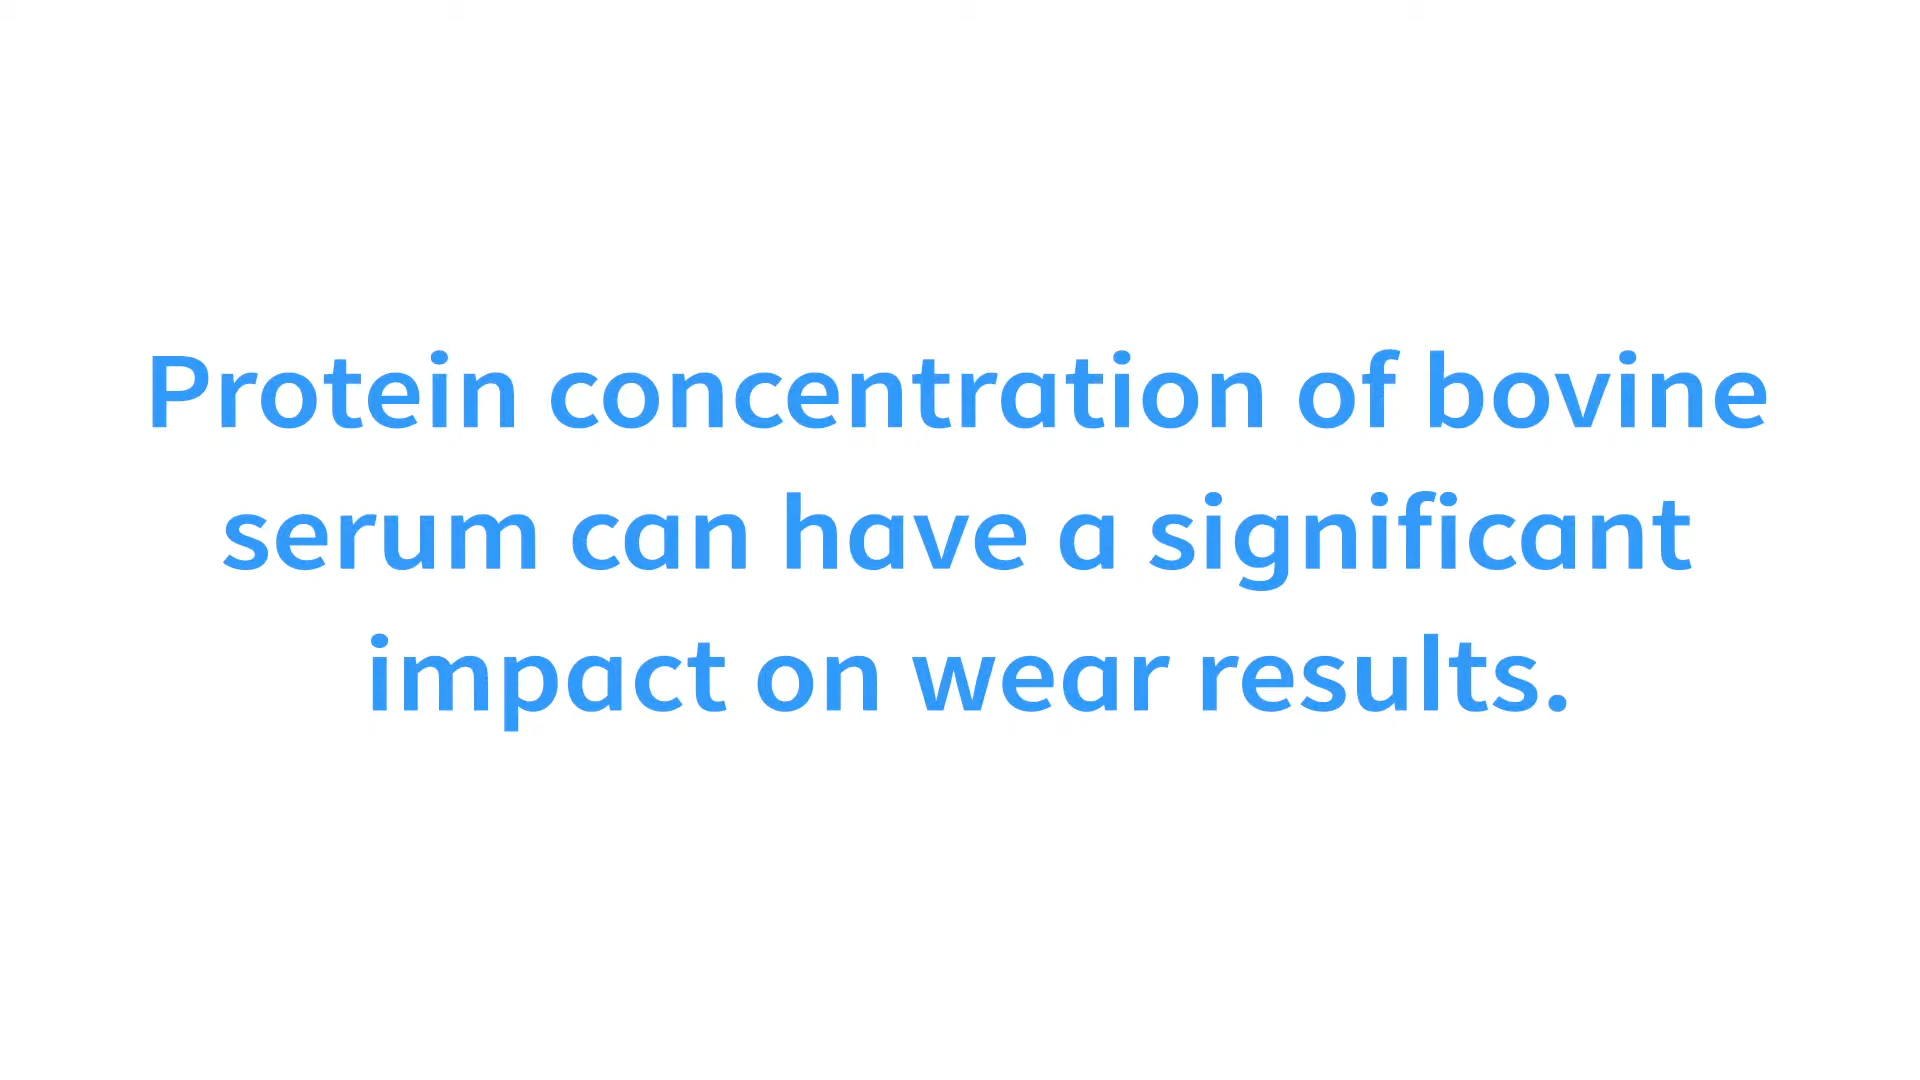 Protein concentration of bovine
serum can have a significant
impact on wear results.